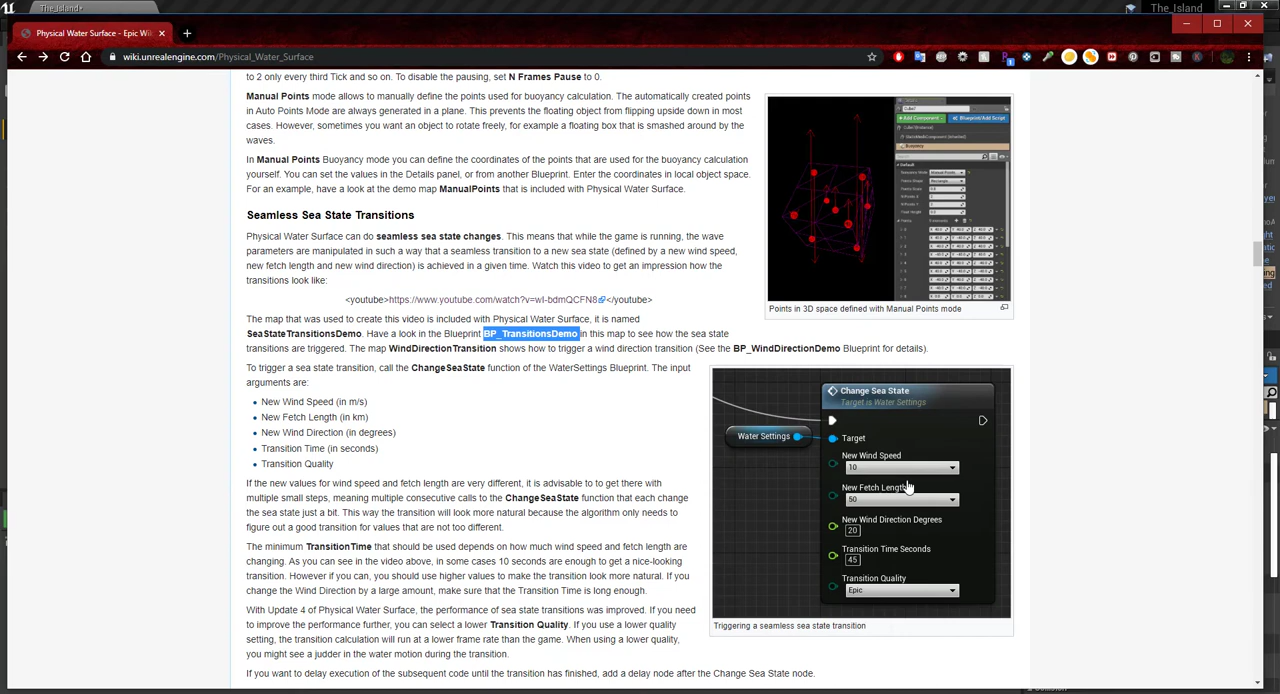 The_Island*
The_Island
Physical Water Surface - Epic Wi
wiki.unrealengine.com/Physical_Water_Surface
to 2 only every third Tick and so on. To disable the pausing, set N Frames Pause to 0.
Manual Points mode allows to manually define the points used for buoyancy calculation. The automatically created points
in Auto Points Mode are always generated in a plane. This prevents the floating object from flipping upside down in most
cases. However, sometimes you want an object to rotate freely, for example a floating box that is smashed around by the
waves.
In Manual Points Buoyancy mode you can define the coordinates of the points that are used for the buoyancy calculation
yourself. You can set the values in the Details panel, or from another Blueprint. Enter the coordinates in local object space.
For an example, have a look at the demo map ManualPoints that is included with Physical Water Surface.
+Add Component
Blueprint/Add Script
Buoyancy
Points in 3D space defined with Manual Points mode
Seamless Sea State Transitions
Physical Water Surface can do seamless sea state changes. This means that while the game is running, the wave
parameters are manipulated in such a way that a seamless transition to a new sea state (defined by a new wind speed,
new fetch length and new wind direction) is achieved in a given time. Watch this video to get an impression how the
transitions look like:
<youtube>https://www.youtube.com/watch?v=wI-bdmQCFN8</youtube>
The map that was used to create this video is included with Physical Water Surface, it is named
SeaStateTransitionsDemo. Have a look in the Blueprint BP_TransitionsDemo in this map to see how the sea state
transitions are triggered. The map WindDirectionTransition shows how to trigger a wind direction transition (See the BP_WindDirectionDemo Blueprint for details).
To trigger a sea state transition, call the ChangeSeaState function of the WaterSettings Blueprint. The input
arguments are:
New Wind Speed (in m/s)
New Fetch Length (in km)
New Wind Direction (in degrees)
Transition Time (in seconds)
Transition Quality
If the new values for wind speed and fetch length are very different, it is advisable to to get there with
multiple small steps, meaning multiple consecutive calls to the ChangeSeaState function that each change
the sea state just a bit. This way the transition will look more natural because the algorithm only needs to
figure out a good transition for values that are not too different.
The minimum TransitionTime that should be used depends on how much wind speed and fetch length are
changing. As you can see in the video above, in some cases 10 seconds are enough to get a nice-looking
transition. However if you can, you should use higher values to make the transition look more natural. If you
change the Wind Direction by a large amount, make sure that the Transition Time is long enough.
With Update 4 of Physical Water Surface, the performance of sea state transitions was improved. If you need
to improve the performance further, you can select a lower Transition Quality. If you use a lower quality
setting, the transition calculation will run at a lower frame rate than the game. When using a lower quality,
you might see a judder in the water motion during the transition.
If you want to delay execution of the subsequent code until the transition has finished, add a delay node after the Change Sea State node.
Change Sea State
Target is Water Settings
Water Settings
Target
New Wind Speed
10
New Fetch Length
50
New Wind Direction Degrees
20
Transition Time Seconds
45
Transition Quality
Epic
Triggering a seamless sea state transition